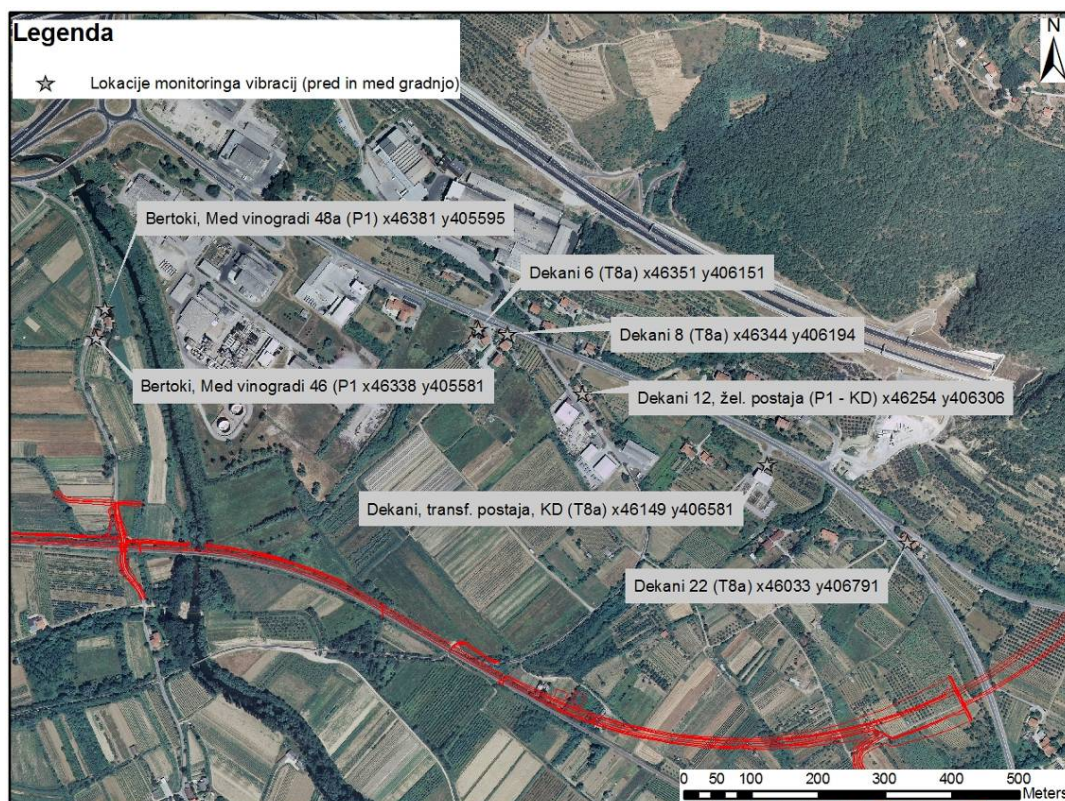 Legenda
Lokacije monitoringa vibracij (pred in med gradnjo)
N
Bertoki, Med vinogradi 48a (P1) x46381 y405595
Dekani 6 (T8a) x46351 y406151
Dekani 8 (T8a) x46344 y406194
Bertoki, Med vinogradi 46 (P1 x46338 y405581
Dekani 12, žel. postaja (P1 - KD) x46254 y406306
Dekani, transf. postaja, KD (T8a) x46149 y406581
Dekani 22 (T8a) x46033 y406791
0 50 100 200 300 400 500
Meters